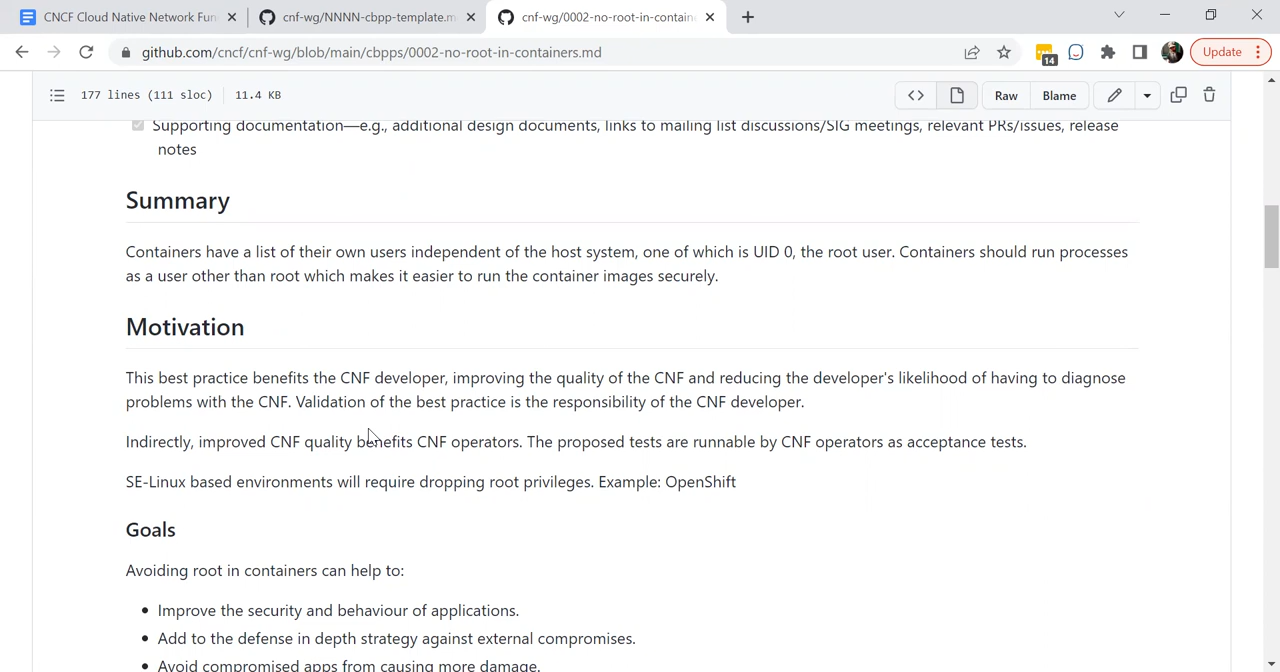 CNCF Cloud Native Network Fun
cnf-wg/NNNN-cbpp-template.m
cnf-wg/0002-no-root-in-contain
github.com/cncf/cnf-wg/blob/main/cbpps/0002-no-root-in-containers.md
14
Update
177 lines (111 sloc) 11.4 KB
Raw Blame
Supporting documentation—e.g., additional design documents, links to mailing list discussions/SIG meetings, relevant PRs/issues, release
notes
Summary
Containers have a list of their own users independent of the host system, one of which is UID 0, the root user. Containers should run processes
as a user other than root which makes it easier to run the container images securely.
Motivation
This best practice benefits the CNF developer, improving the quality of the CNF and reducing the developer's likelihood of having to diagnose
problems with the CNF. Validation of the best practice is the responsibility of the CNF developer.
Indirectly, improved CNF quality benefits CNF operators. The proposed tests are runnable by CNF operators as acceptance tests.
SE-Linux based environments will require dropping root privileges. Example: OpenShift
Goals
Avoiding root in containers can help to:
• Improve the security and behaviour of applications.
• Add to the defense in depth strategy against external compromises.
• Avoid compromised apps from causing more damage.